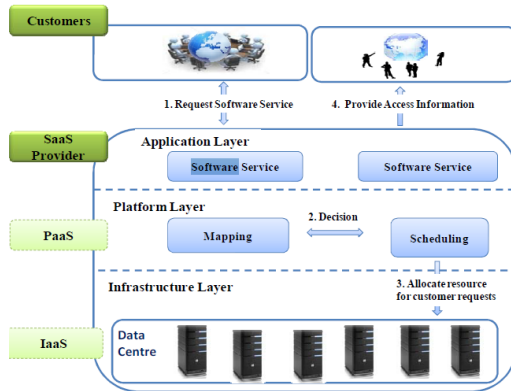 Customers
1. Request Software Service
4. Provide Access Information
SaaS
Provider
Application Layer
Software Service
Software Service
Platform Layer
PaaS
Mapping
2. Decision
Scheduling
Infrastructure Layer
3. Allocate resource
for customer requests
IaaS
Data
Centre